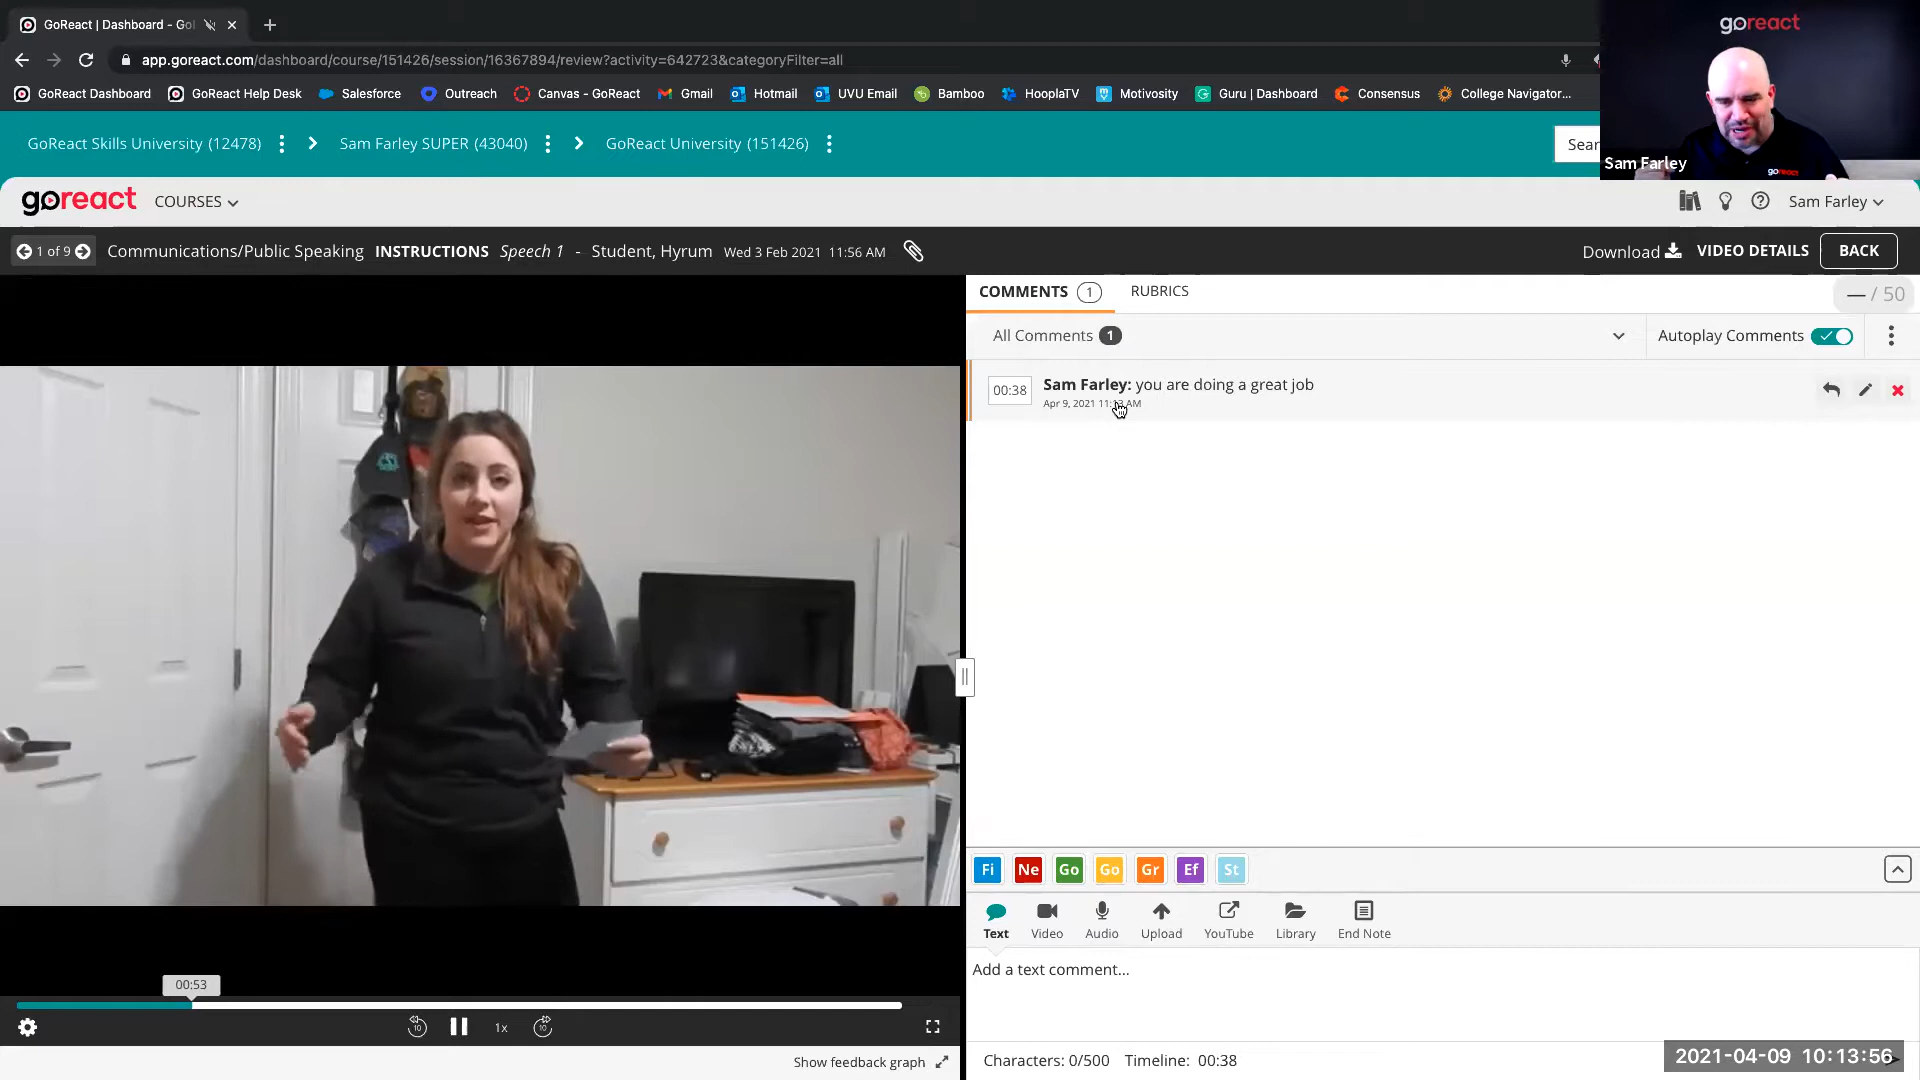 GoReact | Dashboard - Go
app.goreact.com/dashboard/course/151426/session/16367894/review?activity=642723&categoryFilter=all
GoReact Dashboard GoReact Help Desk Salesforce Outreach Canvas - GoReact Gmail Hotmail UVU Email Bamboo HooplaTV Motivosity Guru | Dashboard Consensus College Navigator...
goreact
Sam Farley
goreact
GoReact Skills University (12478) Sam Farley SUPER (43040) GoReact University (151426) Sear
goreact COURSES Sam Farley
1 of 9 Communications/Public Speaking INSTRUCTIONS Speech 1 - Student, Hyrum Wed 3 Feb 2021 11:56 AM Download VIDEO DETAILS BACK
COMMENTS 1 RUBRICS — / 50
All Comments 1 Autoplay Comments
00:38 Sam Farley: you are doing a great job
Apr 9, 2021 AM
Fi Ne Go Go Gr Ef St
Text Video Audio Upload YouTube Library End Note
Add a text comment...
00:53
10 1x 10
Show feedback graph
Characters: 0/500 Timeline: 00:38
2021-04-09 10:13:56